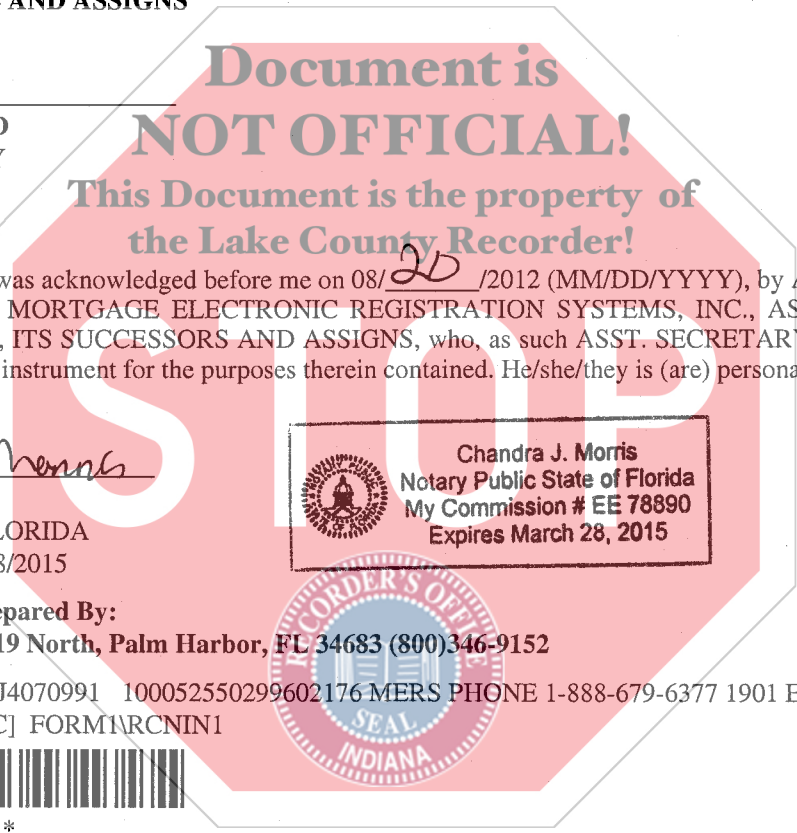 AND ASSIGNS
Document is
NOT OFFICIAL!
This Document is the property of
the Lake County Recorder!
was acknowledged before me on 08/20/2012 (MM/DD/YYYY), by
MORTGAGE ELECTRONIC REGISTRATION SYSTEMS, INC., AS
, ITS SUCCESSORS AND ASSIGNS, who, as such ASST. SECRETARY
instrument for the purposes therein contained. He/she/they is (are) persona
STOP
Chandra J. Morris
Notary Public State of Florida
My Commission # EE 78890
Expires March 28, 2015
LORIDA
8/2015
epared By:
19 North, Palm Harbor, FL 34683 (800)346-9152
J4070991 100052550299602176 MERS PHONE 1-888-679-6377 1901 E
C] FORM1\RCNIN1
RECORDER'S OFFICE
SEAL
INDIANA
*